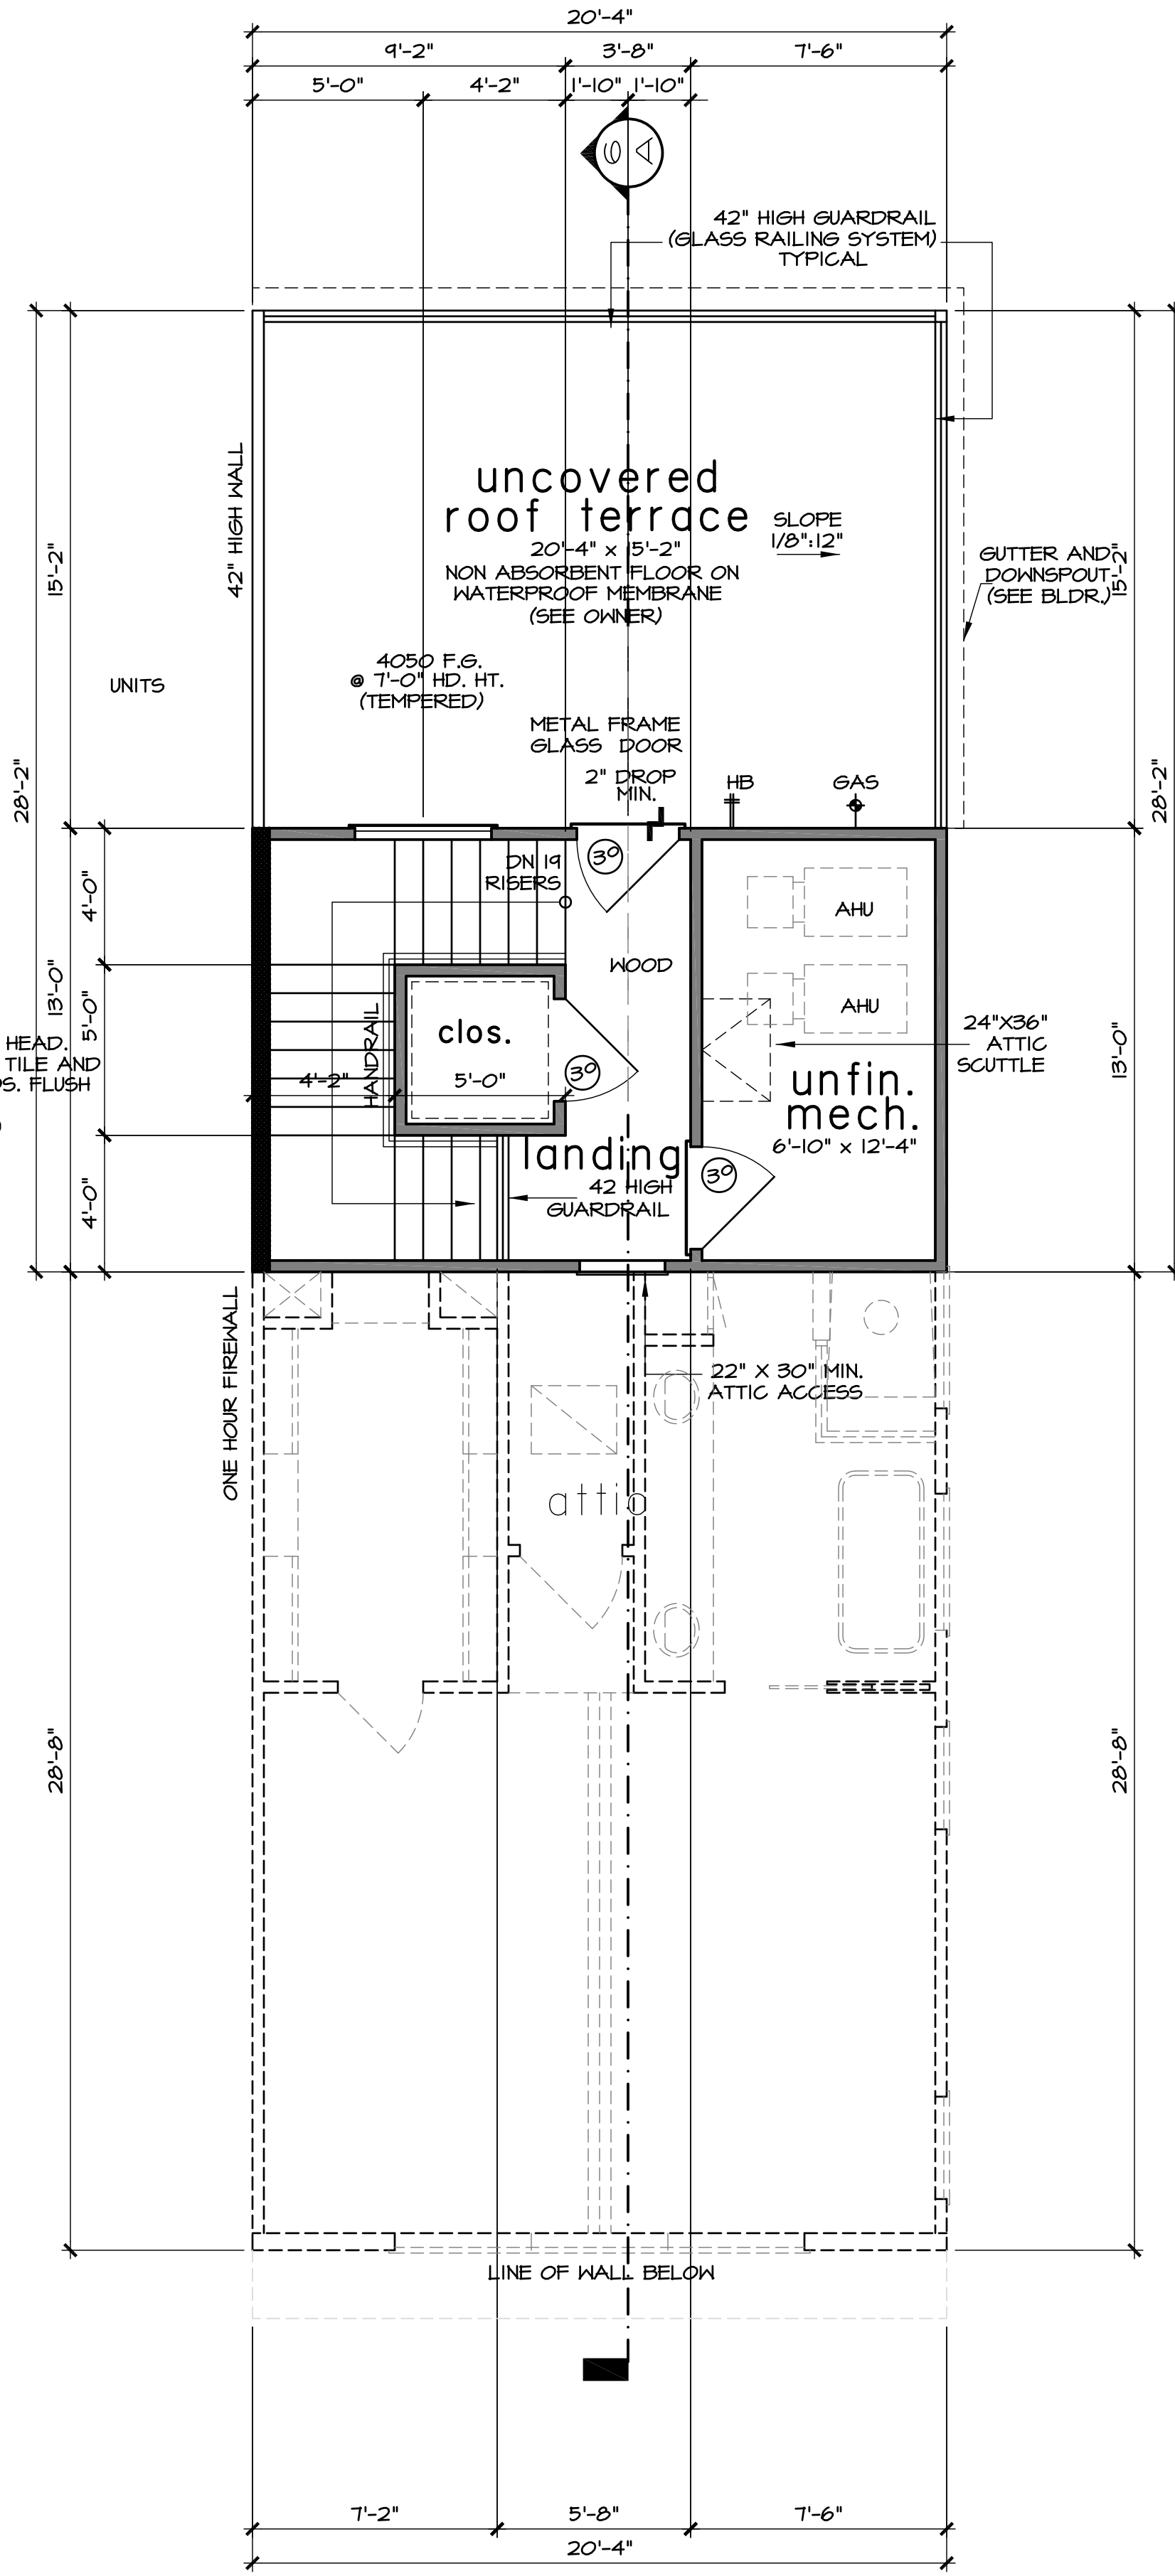 20'-4"
9'-2"
3'-8"
7'-6"
5'-0"
4'-2"
1'-10"
1'-10"
6
A
42" HIGH GUARDRAIL
(GLASS RAILING SYSTEM)
TYPICAL
42" HIGH WALL
15'-2"
28'-2"
uncovered
roof terrace
20'-4" x 15'-2"
NON ABSORBENT FLOOR ON
WATERPROOF MEMBRANE
(SEE OWNER)
SLOPE
1/8":12"
GUTTER AND
DOWNSPOUT
(SEE BLDR.)
15'-2"
28'-2"
UNITS
4050 F.G.
@ 7'-0" HD. HT.
(TEMPERED)
METAL FRAME
GLASS DOOR
2" DROP
MIN.
HB
GAS
DN 19
RISERS
30
4'-0"
5'-0"
4'-0"
13'-0"
WOOD
AHU
AHU
HEAD.
TILE AND
S. FLUSH
HANDRAIL
clos.
4'-2"
5'-0"
30
24"X36"
ATTIC
SCUTTLE
13'-0"
unfin.
mech.
6'-10" x 12'-4"
landing
42 HIGH
GUARDRAIL
30
ONE HOUR FIREWALL
22" X 30" MIN.
ATTIC ACCESS
attic
28'-8"
28'-8"
LINE OF WALL BELOW
7'-2"
5'-8"
7'-6"
20'-4"